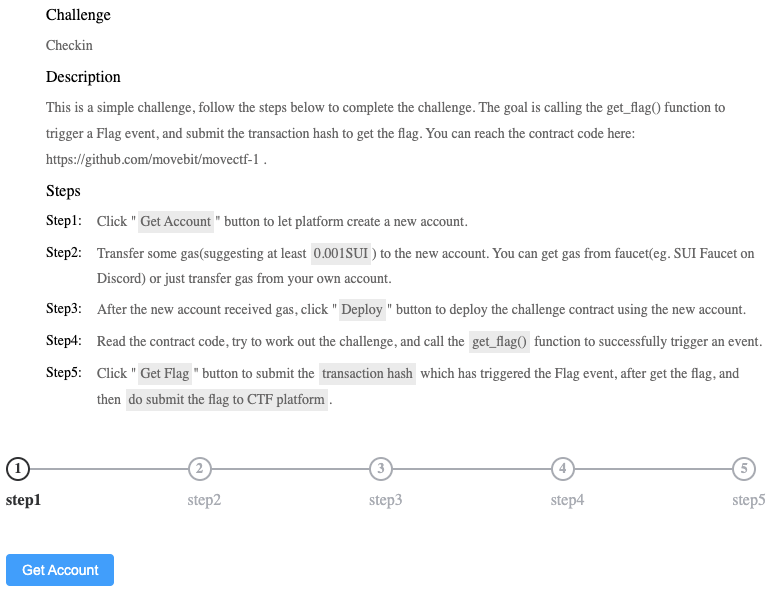 Challenge
Checkin
Description
This is a simple challenge, follow the steps below to complete the challenge. The goal is calling the get_flag() function to
trigger a Flag event, and submit the transaction hash to get the flag. You can reach the contract code here:
https://github.com/movebit/movectf-1 .
Steps
Step1: Click " Get Account " button to let platform create a new account.
Step2: Transfer some gas(suggesting at least 0.001SUI ) to the new account. You can get gas from faucet(eg. SUI Faucet on
Discord) or just transfer gas from your own account.
Step3: After the new account received gas, click " Deploy " button to deploy the challenge contract using the new account.
Step4: Read the contract code, try to work out the challenge, and call the get_flag() function to successfully trigger an event.
Step5: Click " Get Flag " button to submit the transaction hash which has triggered the Flag event, after get the flag, and
then do submit the flag to CTF platform .
1 2 3 4 5
step1 step2 step3 step4 step5
Get Account